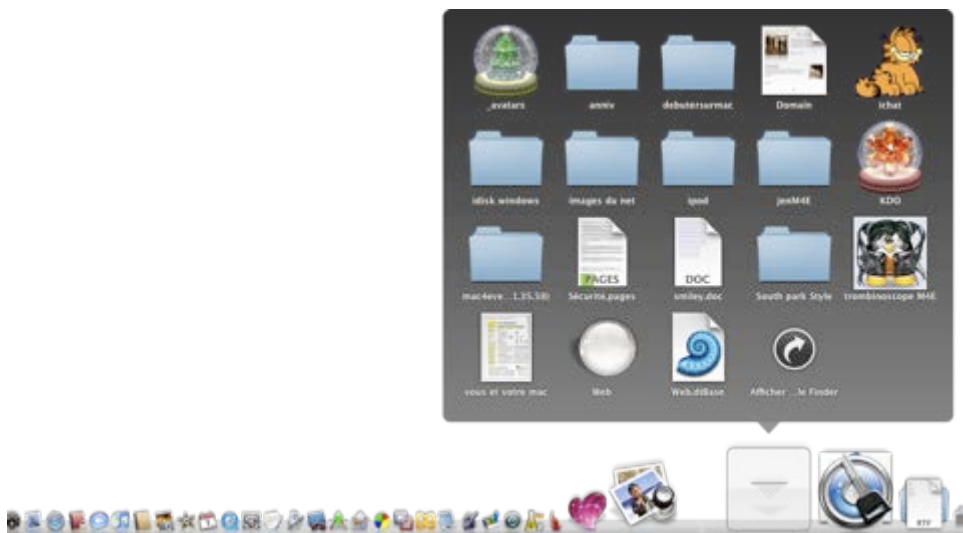 _avatars
anniv
debutersurmac
Domain
ichat
idisk windows
images du net
ipod
jenM4E
KDO
PAGES
DOC
mac4eve...1.35.38)
Sécurité.pages
smiley.doc
South park Style
trombinoscope M4E
vous et votre mac
Web
Web.dtBase
Afficher ...le Finder
RTF